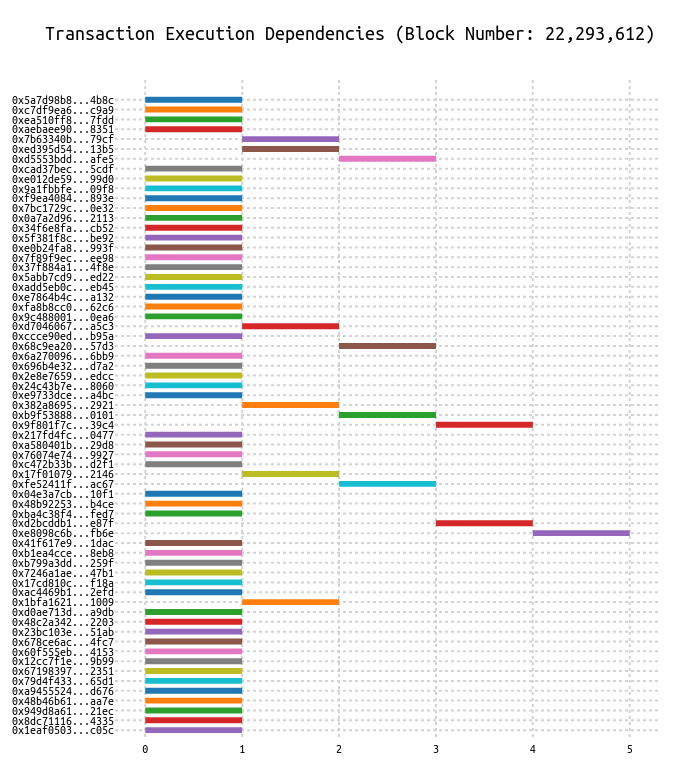 Transaction Execution Dependencies (Block Number: 22,293,612)
0x5a7d98b8...4b8c
0xc7df9ea6...c9a9
0xea510ff8...7fdd
0xaebaee90...8351
0x7b63340b...79cf
0xed395d54...13b5
0xd5553bdd...afe5
0xcad37bec...5cdf
0xe012de59...99d0
0x9a1fbbfe...09f8
0xf9ea4084...893e
0x7bc1729c...0e32
0x0a7a2d96...2113
0x34f6e8fa...cb52
0x5f381f8c...be92
0xe0b24fa8...993f
0x7f89f9ec...ee98
0x37f884a1...4f8e
0x5abb7cd9...ed22
0xadd5eb0c...eb45
0xe7864b4c...a132
0xfa8b8cc0...62c6
0x9c488001...0ea6
0xd7046067...a5c3
0xccce90ed...b95a
0x68c9ea20...57d3
0x6a270096...6bb9
0x696b4e32...d7a2
0x2e8e7659...edcc
0x24c43b7e...8060
0xe9733dce...a4bc
0x382a8695...2921
0xb9f53888...0101
0x9f801f7c...39c4
0x217fd4fc...0477
0xa580401b...29d8
0x76074e74...9927
0xc472b33b...d2f1
0x17f01079...2146
0xfe52411f...ac67
0x04e3a7cb...10f1
0x48b92253...b4ce
0xba4c38f4...fed7
0xd2bcddb1...e87f
0xe8098c6b...fb6e
0x41f617e9...1dac
0xb1ea4cce...8eb8
0xb799a3dd...259f
0x7246a1ae...47b1
0x17cd810c...f18a
0xac4469b1...2efd
0x1bfa1621...1009
0xd0ae713d...a9db
0x48c2a342...2203
0x23bc103e...51ab
0x678ce6ac...4fc7
0x60f555eb...4153
0x12cc7f1e...9b99
0x67198397...2351
0x79d4f433...65d1
0xa9455524...d676
0x48b46b61...aa7e
0x949d8a61...21ec
0x8dc71116...4335
0x1eaf0503...c05c
0 1 2 3 4 5